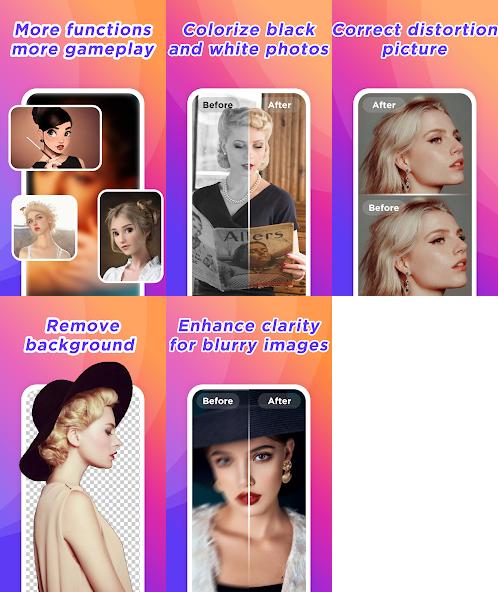 More functions
more gameplay
Colorize black
and white photos
Before
After
Allers
Correct distortion
picture
After
Before
Remove
background
Enhance clarity
for blurry images
Before
After